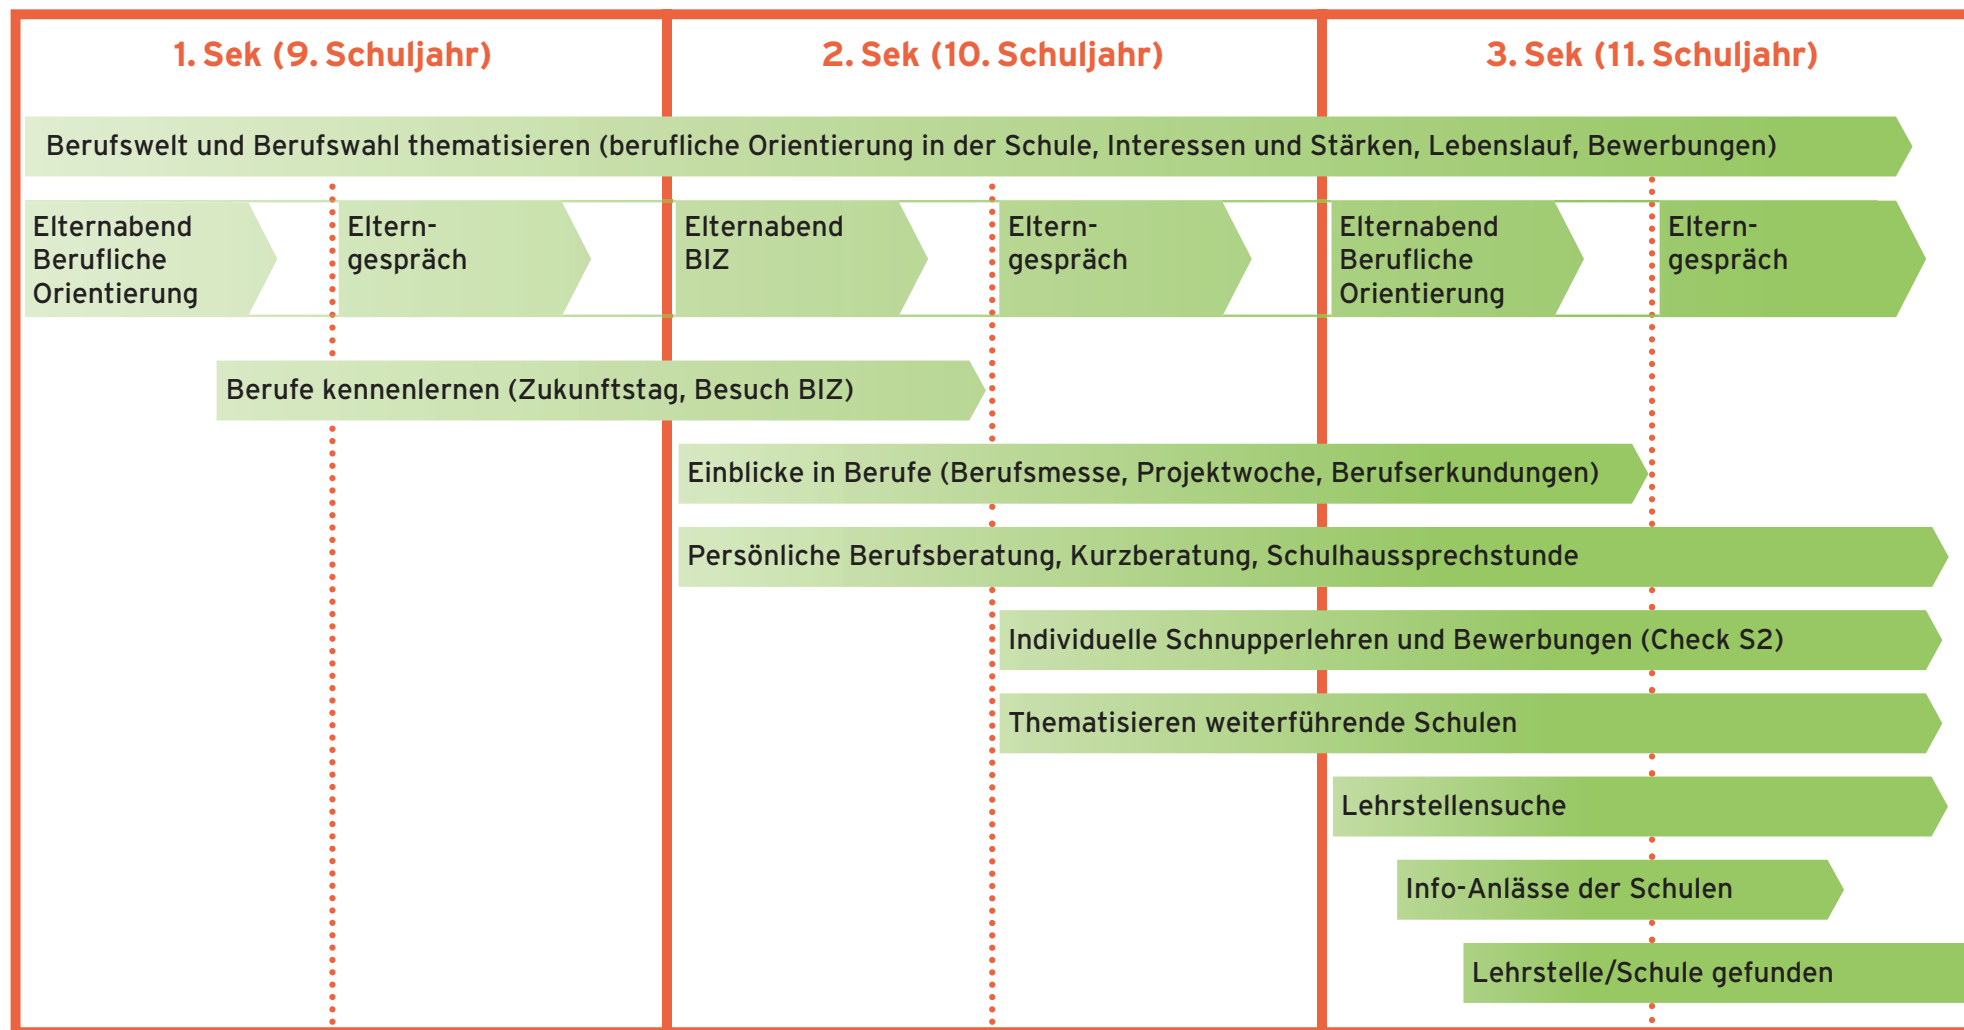 1. Sek (9. Schuljahr)
2. Sek (10. Schuljahr)
3. Sek (11. Schuljahr)
Berufswelt und Berufswahl thematisieren (berufliche Orientierung in der Schule, Interessen und Stärken, Lebenslauf, Bewerbungen)
Elternabend
Berufliche
Orientierung
Eltern-
gespräch
Elternabend
BIZ
Eltern-
gespräch
Elternabend
Berufliche
Orientierung
Eltern-
gespräch
Berufe kennenlernen (Zukunftstag, Besuch BIZ)
Einblicke in Berufe (Berufsmesse, Projektwoche, Berufserkundungen)
Persönliche Berufsberatung, Kurzberatung, Schulhaussprechstunde
Individuelle Schnupperlehren und Bewerbungen (Check S2)
Thematisieren weiterführende Schulen
Lehrstellensuche
Info-Anlässe der Schulen
Lehrstelle/Schule gefunden